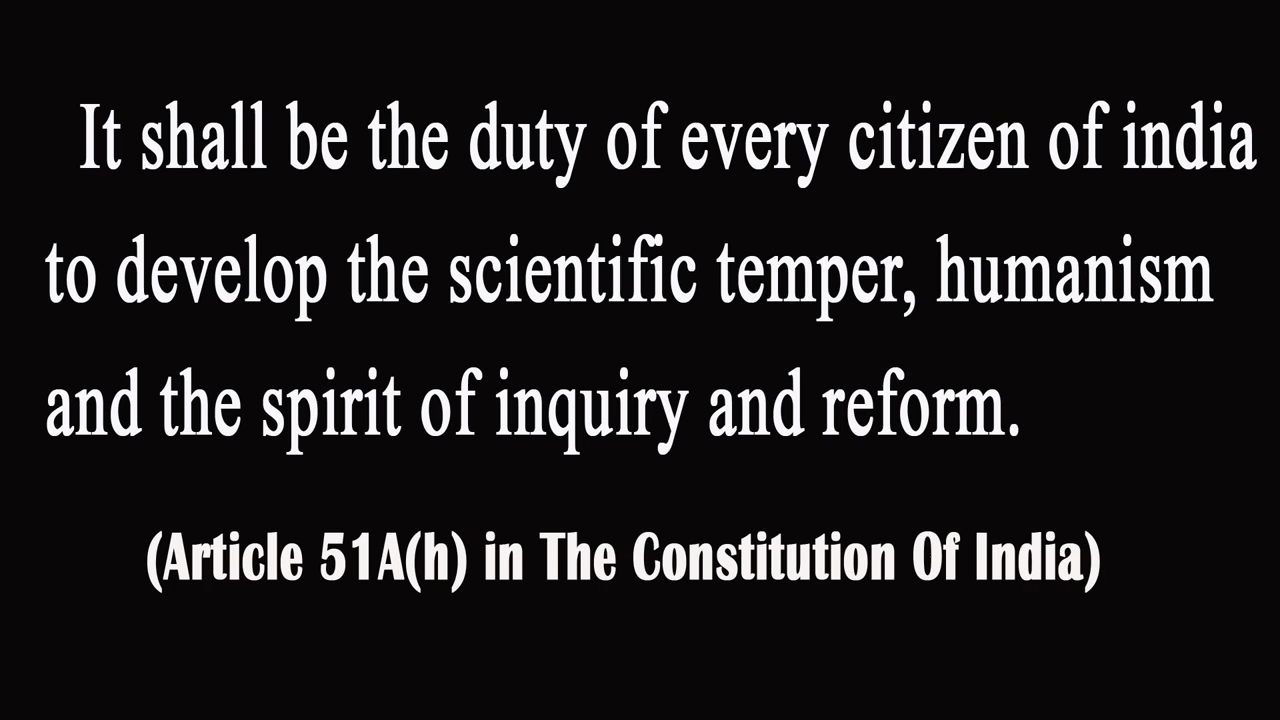 It shall be the duty of every citizen of india
to develop the scientific temper, humanism
and the spirit of inquiry and reform.
(Article 51A(h) in The Constitution Of India)